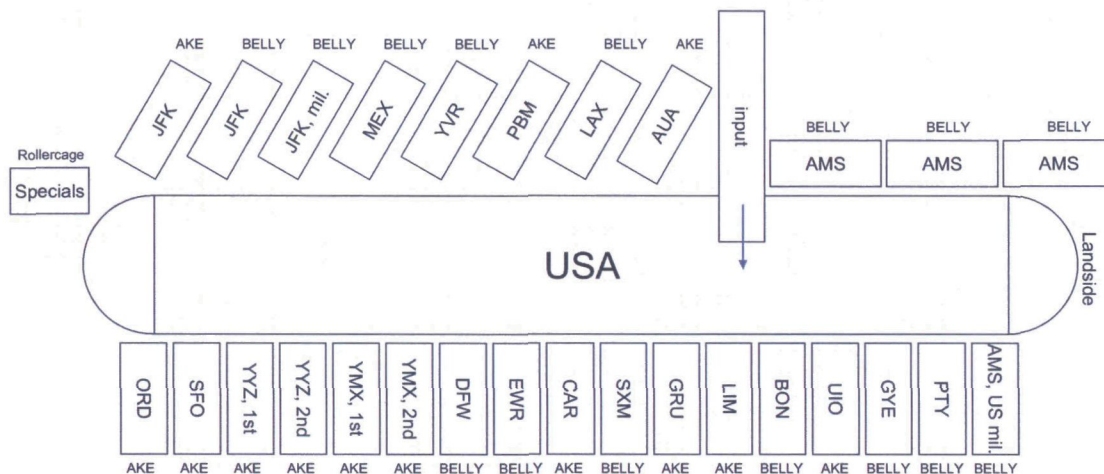 AKE BELLY BELLY BELLY BELLY AKE BELLY AKE
JFK JFK JFK, mil. MEX YVR PBM LAX AUA input
BELLY BELLY BELLY
Rollercage
Specials
AMS AMS AMS
USA
Landside
ORD SFO YYZ, 1st YYZ, 2nd YMX, 1st YMX, 2nd DFW EWR CAR SXM GRU LIM BON UIO GYE PTY AMS, US mil.
AKE AKE AKE AKE AKE AKE BELLY BELLY AKE BELLY AKE AKE BELLY AKE BELLY BELLY BELLY